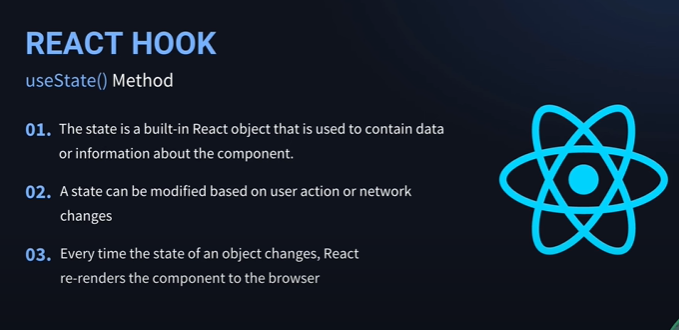 REACT HOOK
useState() Method
01. The state is a built-in React object that is used to contain data
or information about the component.
02. A state can be modified based on user action or network
changes
03. Every time the state of an object changes, React
re-renders the component to the browser